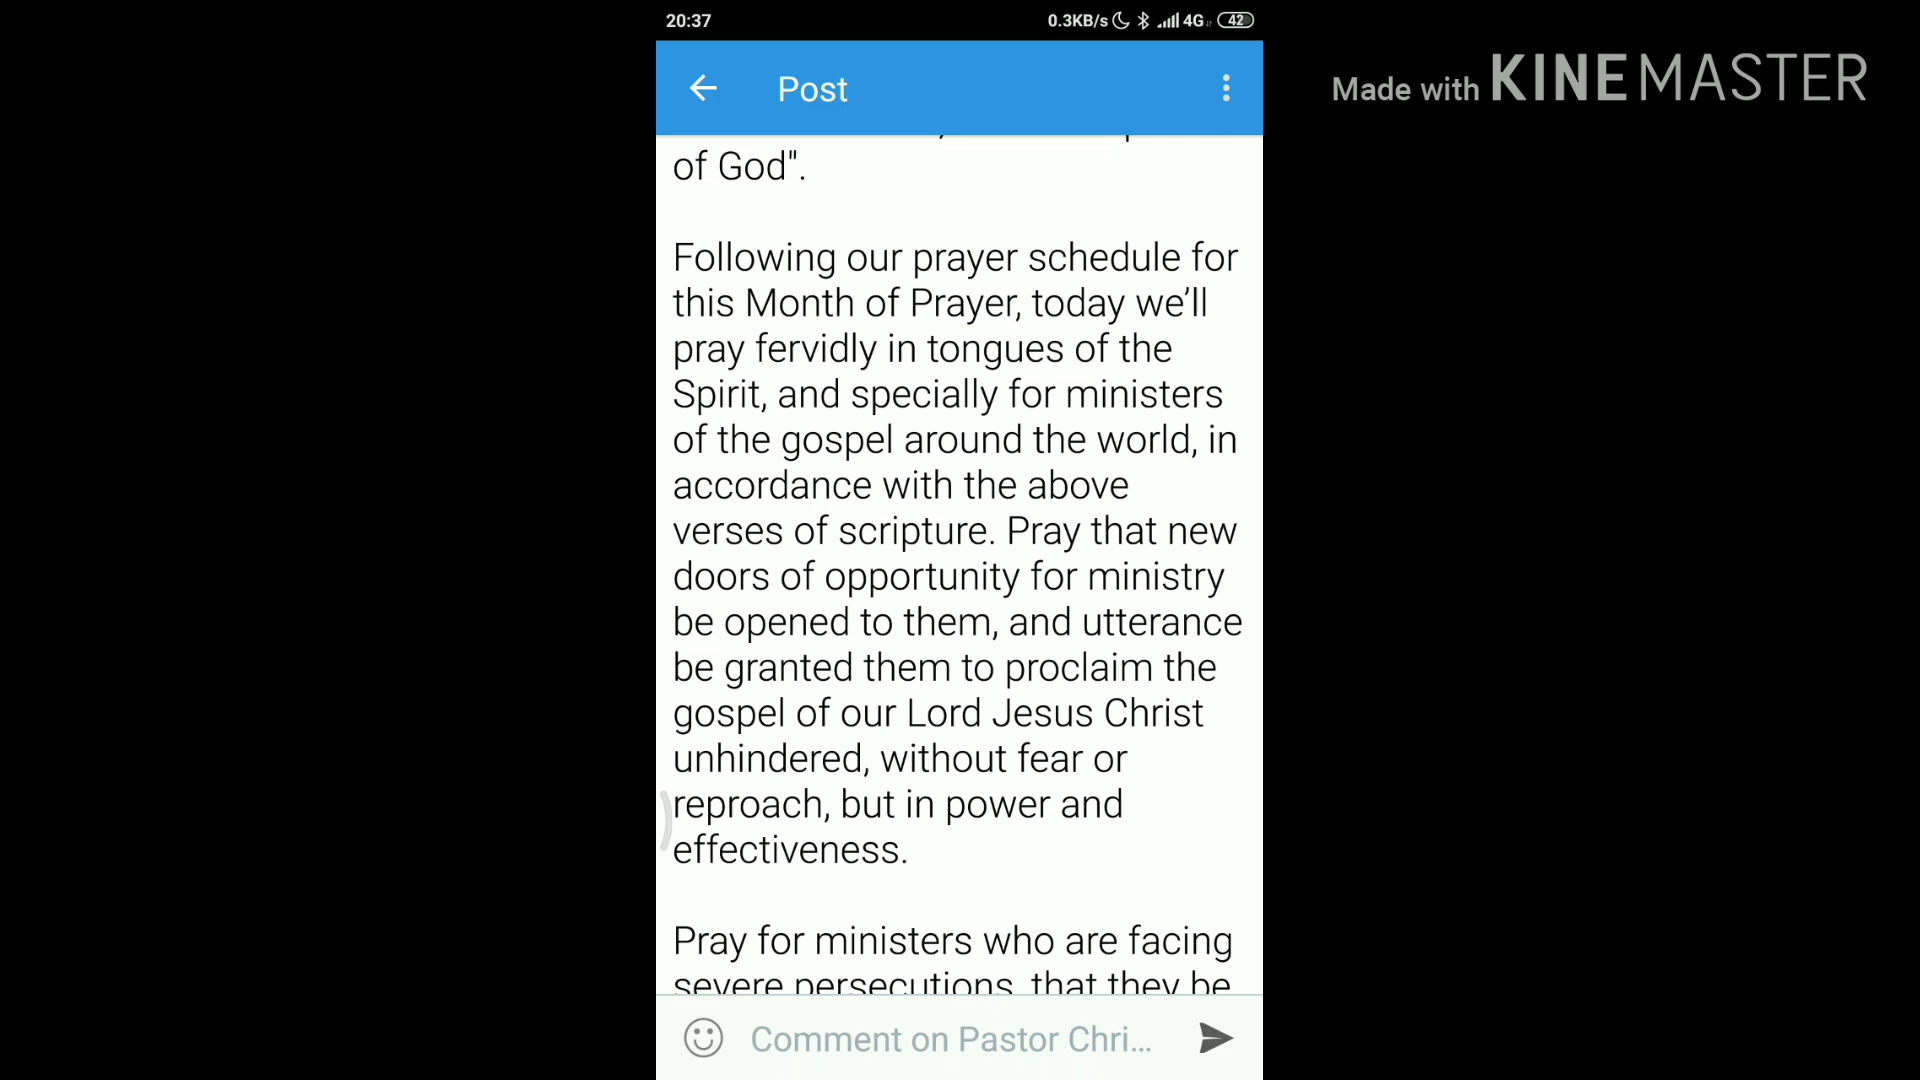 20:37
0.3KB/s 4G 42
Made with KINEMASTER
Post
of God".
Following our prayer schedule for
this Month of Prayer, today we’ll
pray fervidly in tongues of the
Spirit, and specially for ministers
of the gospel around the world, in
accordance with the above
verses of scripture. Pray that new
doors of opportunity for ministry
be opened to them, and utterance
be granted them to proclaim the
gospel of our Lord Jesus Christ
unhindered, without fear or
reproach, but in power and
effectiveness.
Pray for ministers who are facing
severe persecutions, that they be
Comment on Pastor Chri...